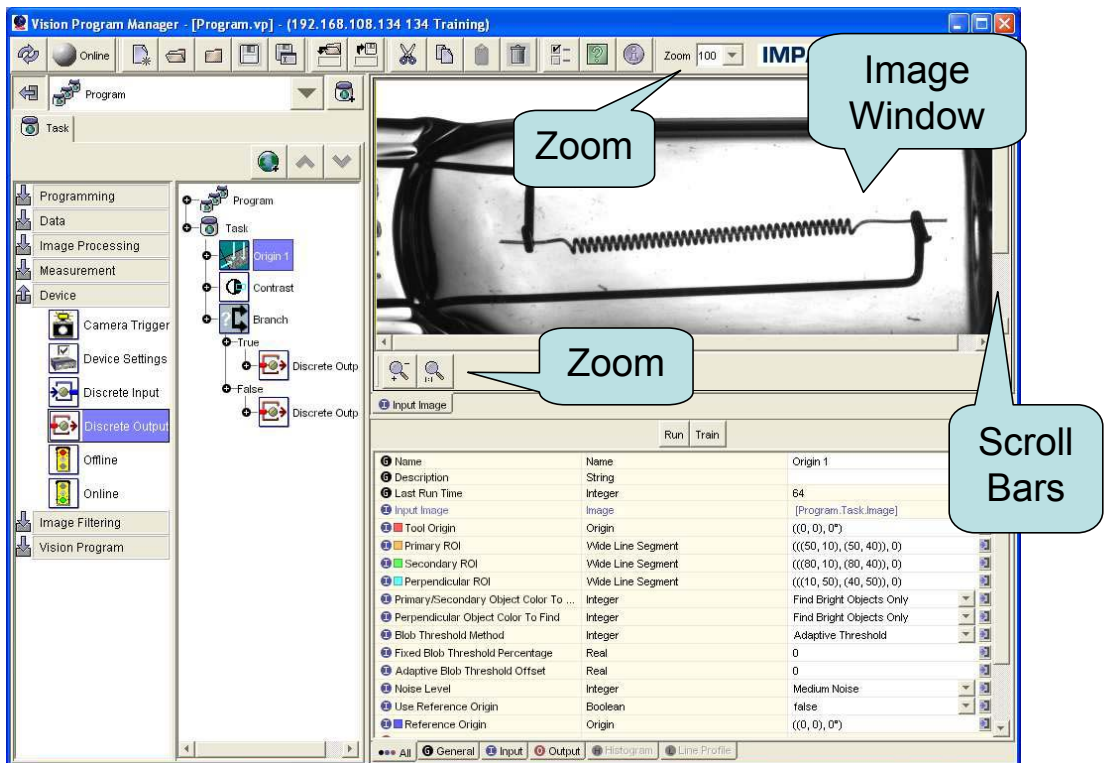 Vision Program Manager - [Program.vp] - (192.168.108.134 134 Training)
Online
Zoom 100
Image
Window
Program
Zoom
Task
Programming
Data
Image Processing
Measurement
Device
Camera Trigger
Device Settings
Discrete Input
Discrete Output
Offline
Online
Image Filtering
Vision Program
Program
Task
Origin 1
Contrast
Branch
True
Discrete Outp
False
Discrete Outp
Zoom
1:1
Input Image
Scroll
Bars
Run Train
Name Name Origin 1
Description String
Last Run Time Integer 64
Input Image Image [Program.Task.Image]
Tool Origin Origin ((0, 0), 0°)
Primary ROI Wide Line Segment (((50, 10), (50, 40)), 0)
Secondary ROI Wide Line Segment (((80, 10), (80, 40)), 0)
Perpendicular ROI Wide Line Segment (((10, 50), (40, 50)), 0)
Primary/Secondary Object Color To ... Integer Find Bright Objects Only
Perpendicular Object Color To Find Integer Find Bright Objects Only
Blob Threshold Method Integer Adaptive Threshold
Fixed Blob Threshold Percentage Real 0
Adaptive Blob Threshold Offset Real 0
Noise Level Integer Medium Noise
Use Reference Origin Boolean false
Reference Origin Origin ((0, 0), 0°)
All General Input Output Histogram Line Profile